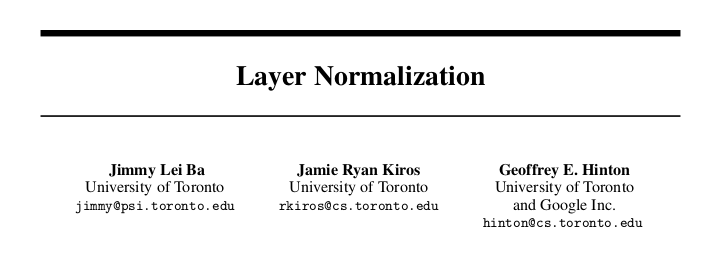 Layer Normalization
Jimmy Lei Ba
University of Toronto
jimmy@psi.toronto.edu
Jamie Ryan Kiros
University of Toronto
rkiros@cs.toronto.edu
Geoffrey E. Hinton
University of Toronto
and Google Inc.
hinton@cs.toronto.edu